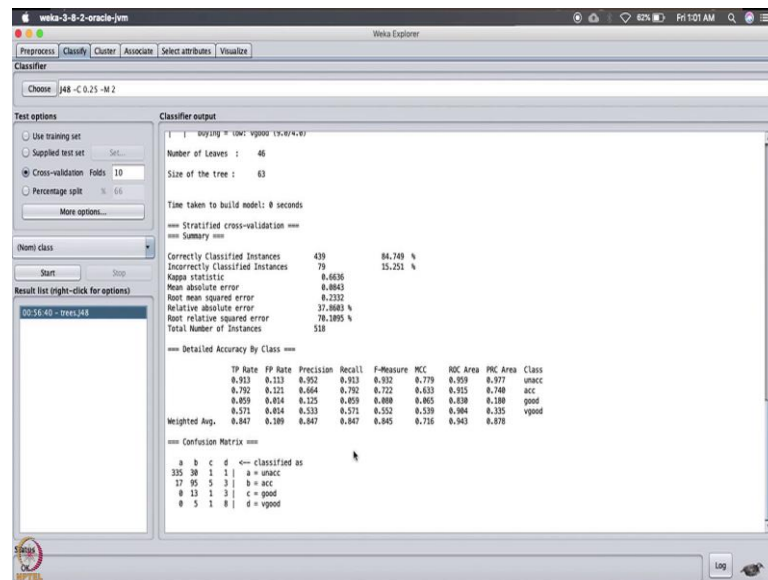 weka-3-8-2-oracle-jvm 62% Fri 1:01 AM
Weka Explorer
Preprocess Classify Cluster Associate Select attributes Visualize
Classifier
Choose J48 -C 0.25 -M 2
Test options
Use training set
Supplied test set Set...
Cross-validation Folds 10
Percentage split % 66
More options...
(Nom) class
Start Stop
Result list (right-click for options)
00:56:40 - trees.J48
Classifier output
| | buying = low: vgood (9.0/4.0)
Number of Leaves : 46
Size of the tree : 63
Time taken to build model: 0 seconds
=== Stratified cross-validation ===
=== Summary ===
Correctly Classified Instances 439 84.749 %
Incorrectly Classified Instances 79 15.251 %
Kappa statistic 0.6636
Mean absolute error 0.0843
Root mean squared error 0.2332
Relative absolute error 37.8603 %
Root relative squared error 70.1095 %
Total Number of Instances 518
=== Detailed Accuracy By Class ===
TP Rate FP Rate Precision Recall F-Measure MCC ROC Area PRC Area Class
0.913 0.113 0.952 0.913 0.932 0.779 0.959 0.977 unacc
0.792 0.121 0.664 0.792 0.722 0.633 0.915 0.740 acc
0.059 0.014 0.125 0.059 0.080 0.065 0.830 0.180 good
0.571 0.014 0.533 0.571 0.552 0.539 0.904 0.335 vgood
Weighted Avg. 0.847 0.109 0.847 0.847 0.845 0.716 0.943 0.878
=== Confusion Matrix ===
a b c d <-- classified as
335 30 1 1 | a = unacc
17 95 5 3 | b = acc
0 13 1 3 | c = good
0 5 1 8 | d = vgood
Status
OK
NPTEL
Log